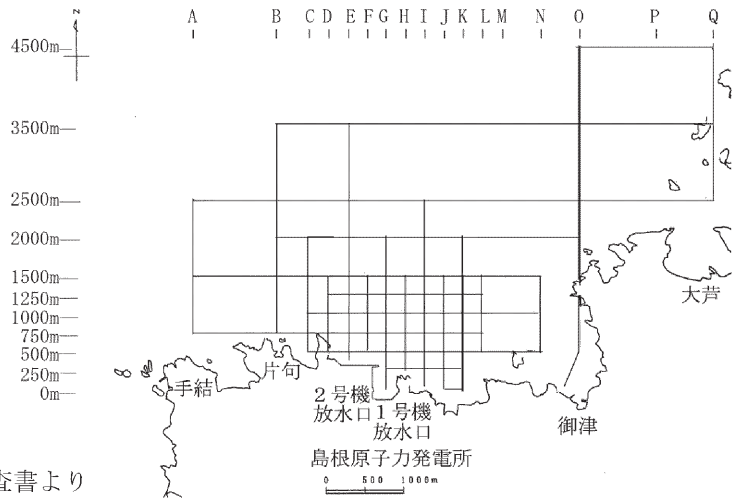 A B C D E F G H I J K L M N O P Q
z
4500m
3500m
2500m
2000m
1500m
1250m
1000m
750m
500m
250m
0m
大芦
手結
片句
2号機
放水口
1号機
放水口
御津
島根原子力発電所
0 500 1000m
査書より